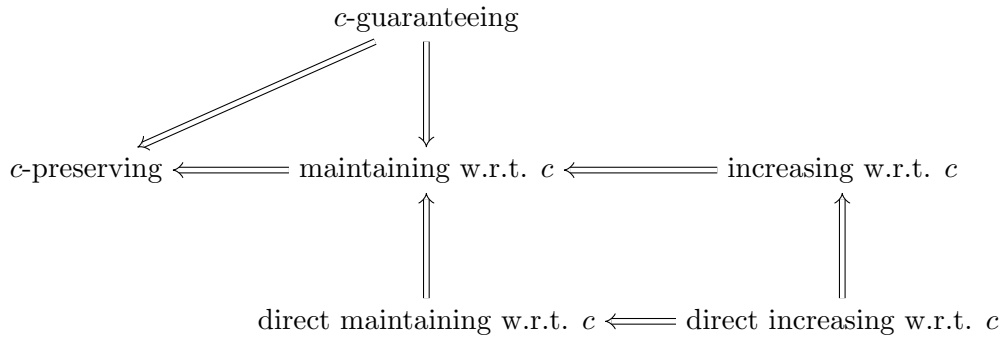 c-guaranteeing
c-preserving
maintaining w.r.t. c
increasing w.r.t. c
direct maintaining w.r.t. c
direct increasing w.r.t. c